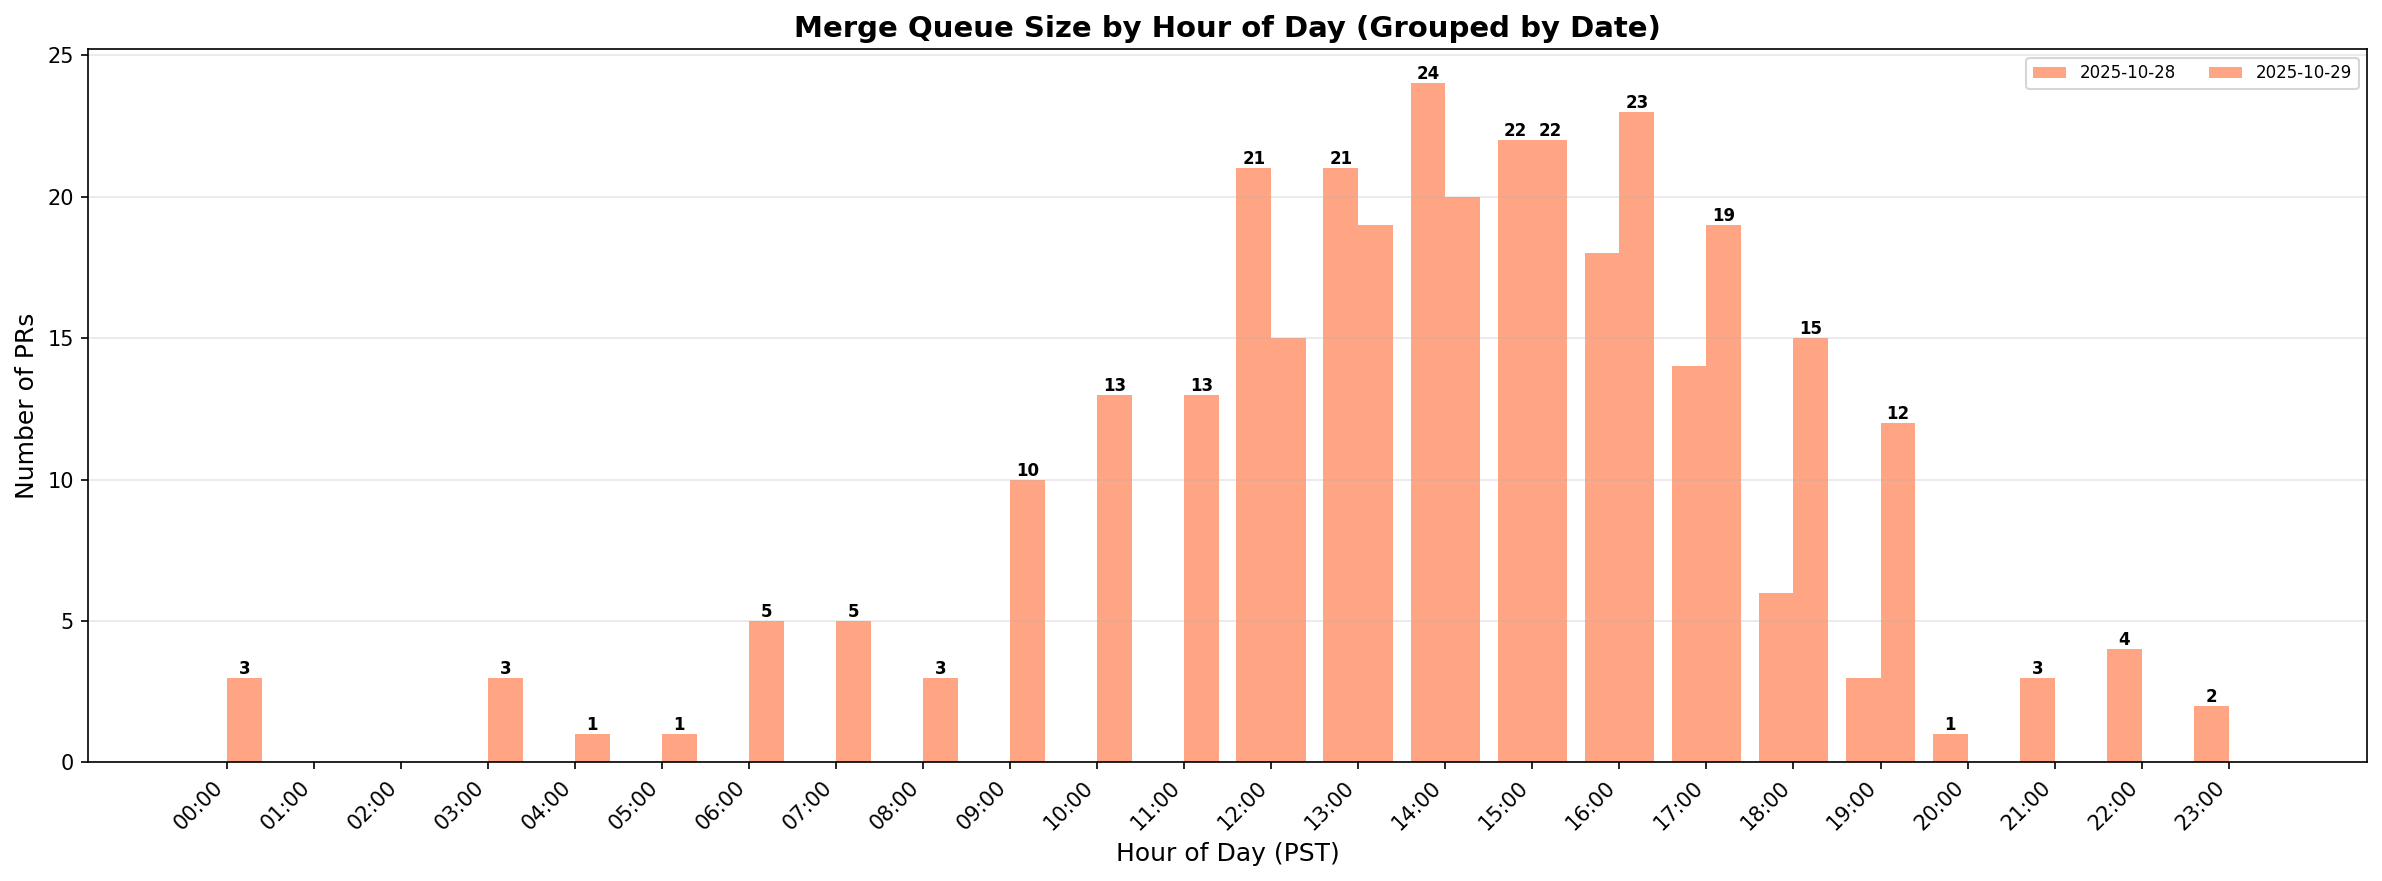 Merge Queue Size by Hour of Day (Grouped by Date)
2025-10-28 2025-10-29
Number of PRs
25
20
15
10
5
0
3 3 1 1 5 5 3 10 13 13 21 21 24 22 22 23 19 15 12 1 3 4 2
00:00 01:00 02:00 03:00 04:00 05:00 06:00 07:00 08:00 09:00 10:00 11:00 12:00 13:00 14:00 15:00 16:00 17:00 18:00 19:00 20:00 21:00 22:00 23:00
Hour of Day (PST)